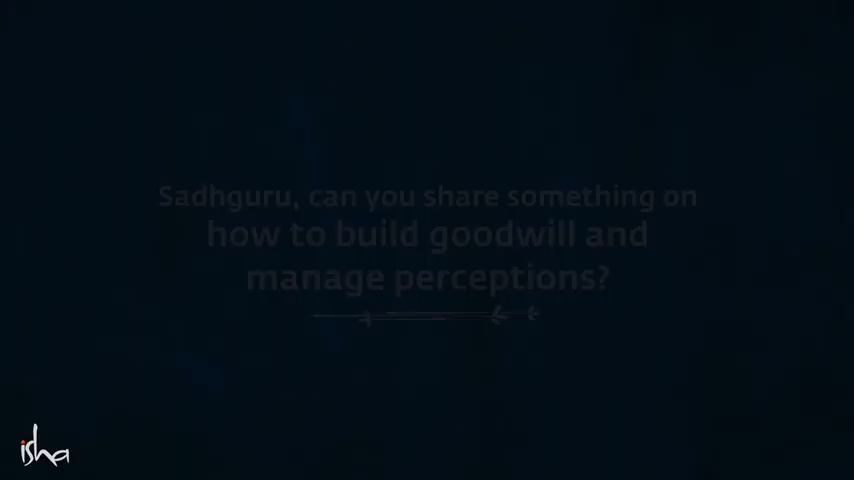 Sadhguru, can you share something on
how to build goodwill and
manage perceptions?
isha